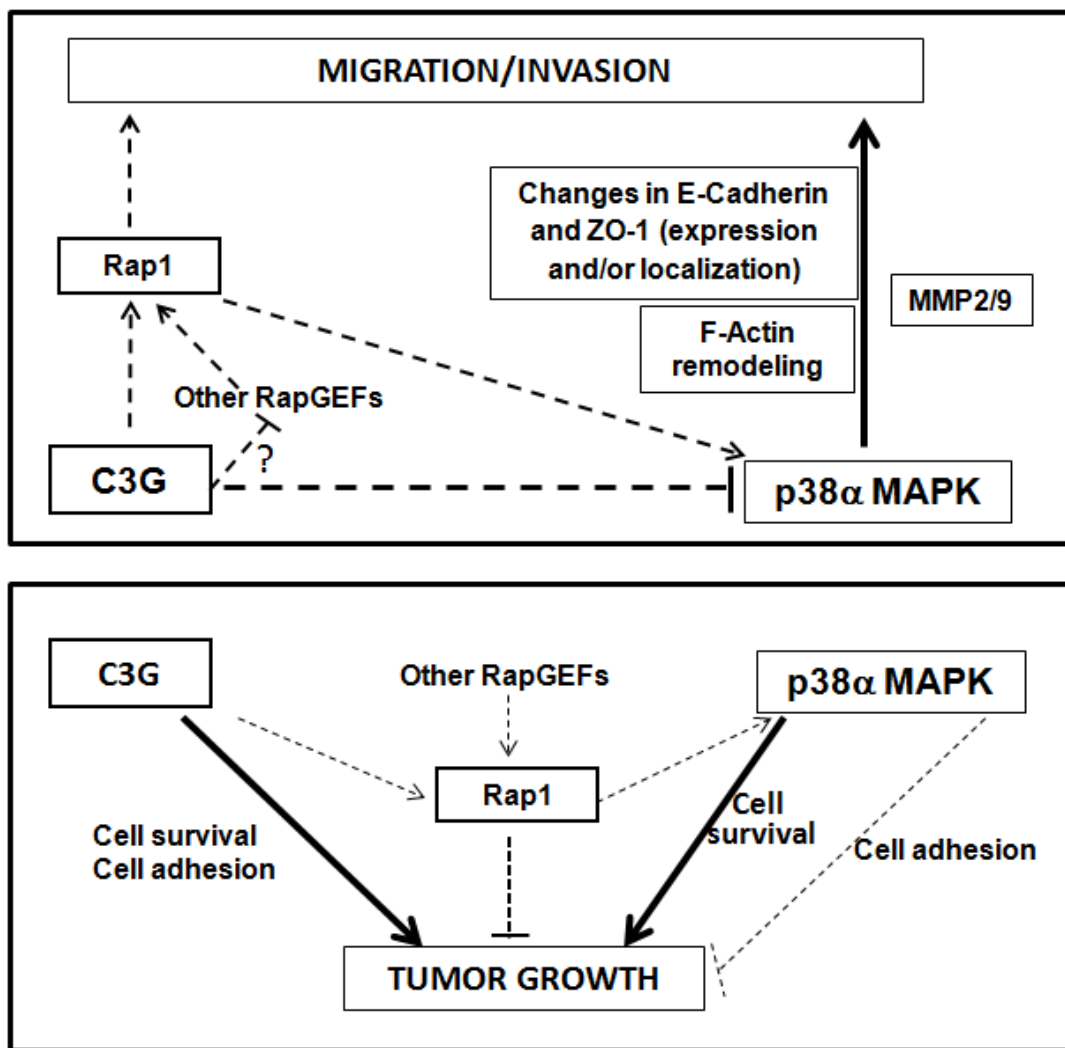 MIGRATION/INVASION
Changes in E-Cadherin
and ZO-1 (expression
and/or localization)
Rap1
MMP2/9
F-Actin
remodeling
Other RapGEFs
?
C3G
p38α MAPK
C3G
Other RapGEFs
p38α MAPK
Rap1
Cell survival
Cell adhesion
Cell
survival
Cell adhesion
TUMOR GROWTH